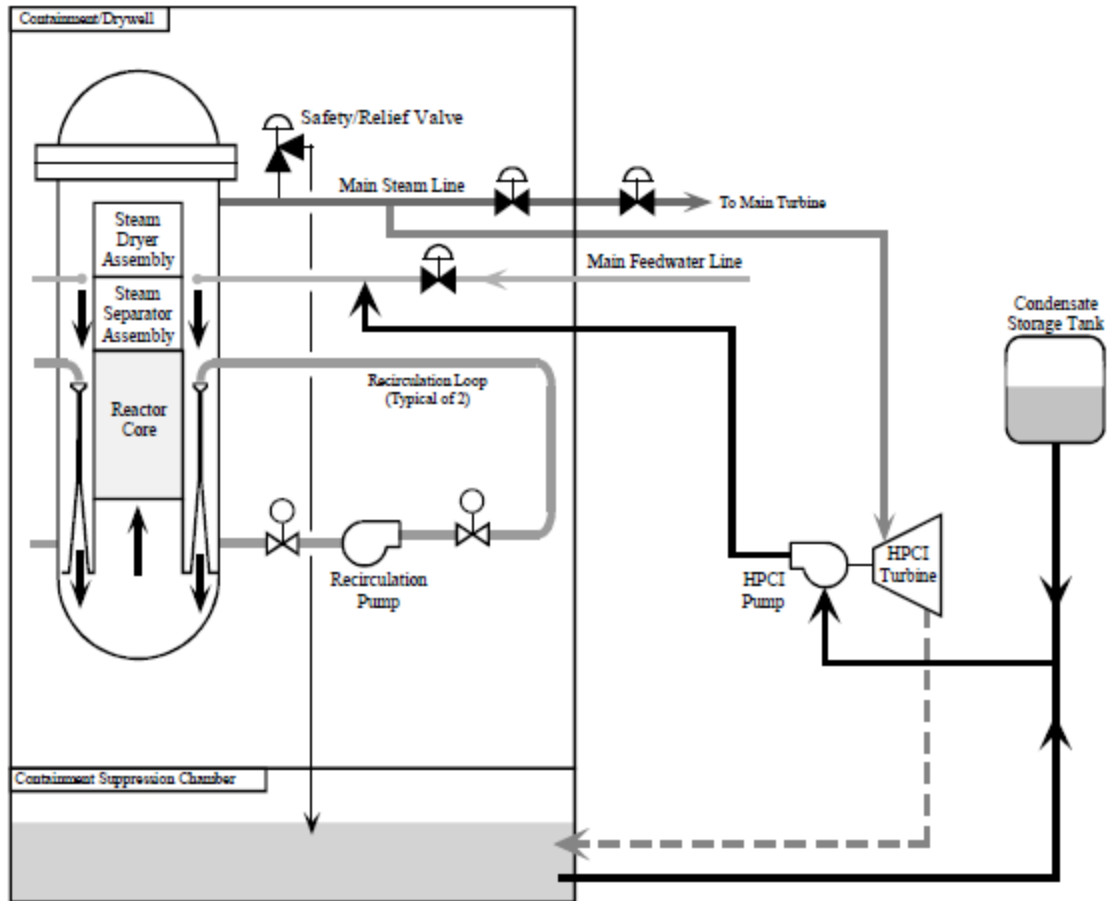 Containment/Drywell
Safety/Relief Valve
Main Steam Line
To Main Turbine
Steam
Dryer
Assembly
Main Feedwater Line
Steam
Separator
Assembly
Condensate
Storage Tank
Recirculation Loop
(Typical of 2)
Reactor
Core
HPCI
Turbine
HPCI
Pump
Recirculation
Pump
Containment Suppression Chamber